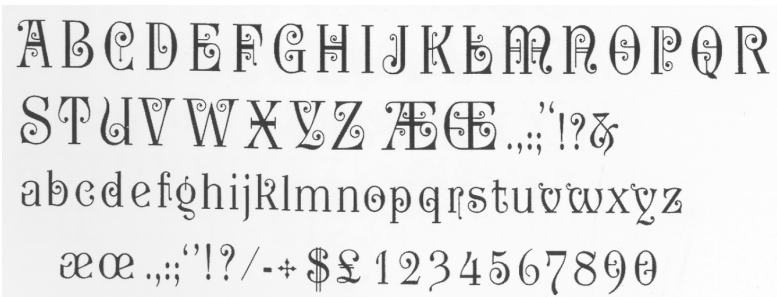 ABCDEFGHIJKLMNOPQR
STUVWXYZ ÆŒ.,:;‘‘!?&
abcdefghijklmnopqrstuvwxyz
æœ.,:;‘’!?/-÷$£1234567890